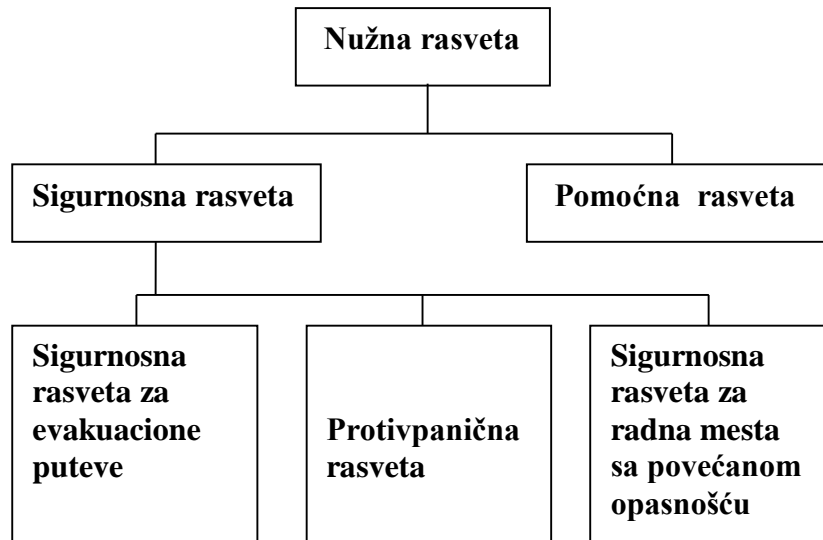 Nužna rasveta
Sigurnosna rasveta
Pomoćna rasveta
Sigurnosna
rasveta za
evakuacione
puteve
Protivpanična
rasveta
Sigurnosna
rasveta za
radna mesta
sa povećanom
opasnošću